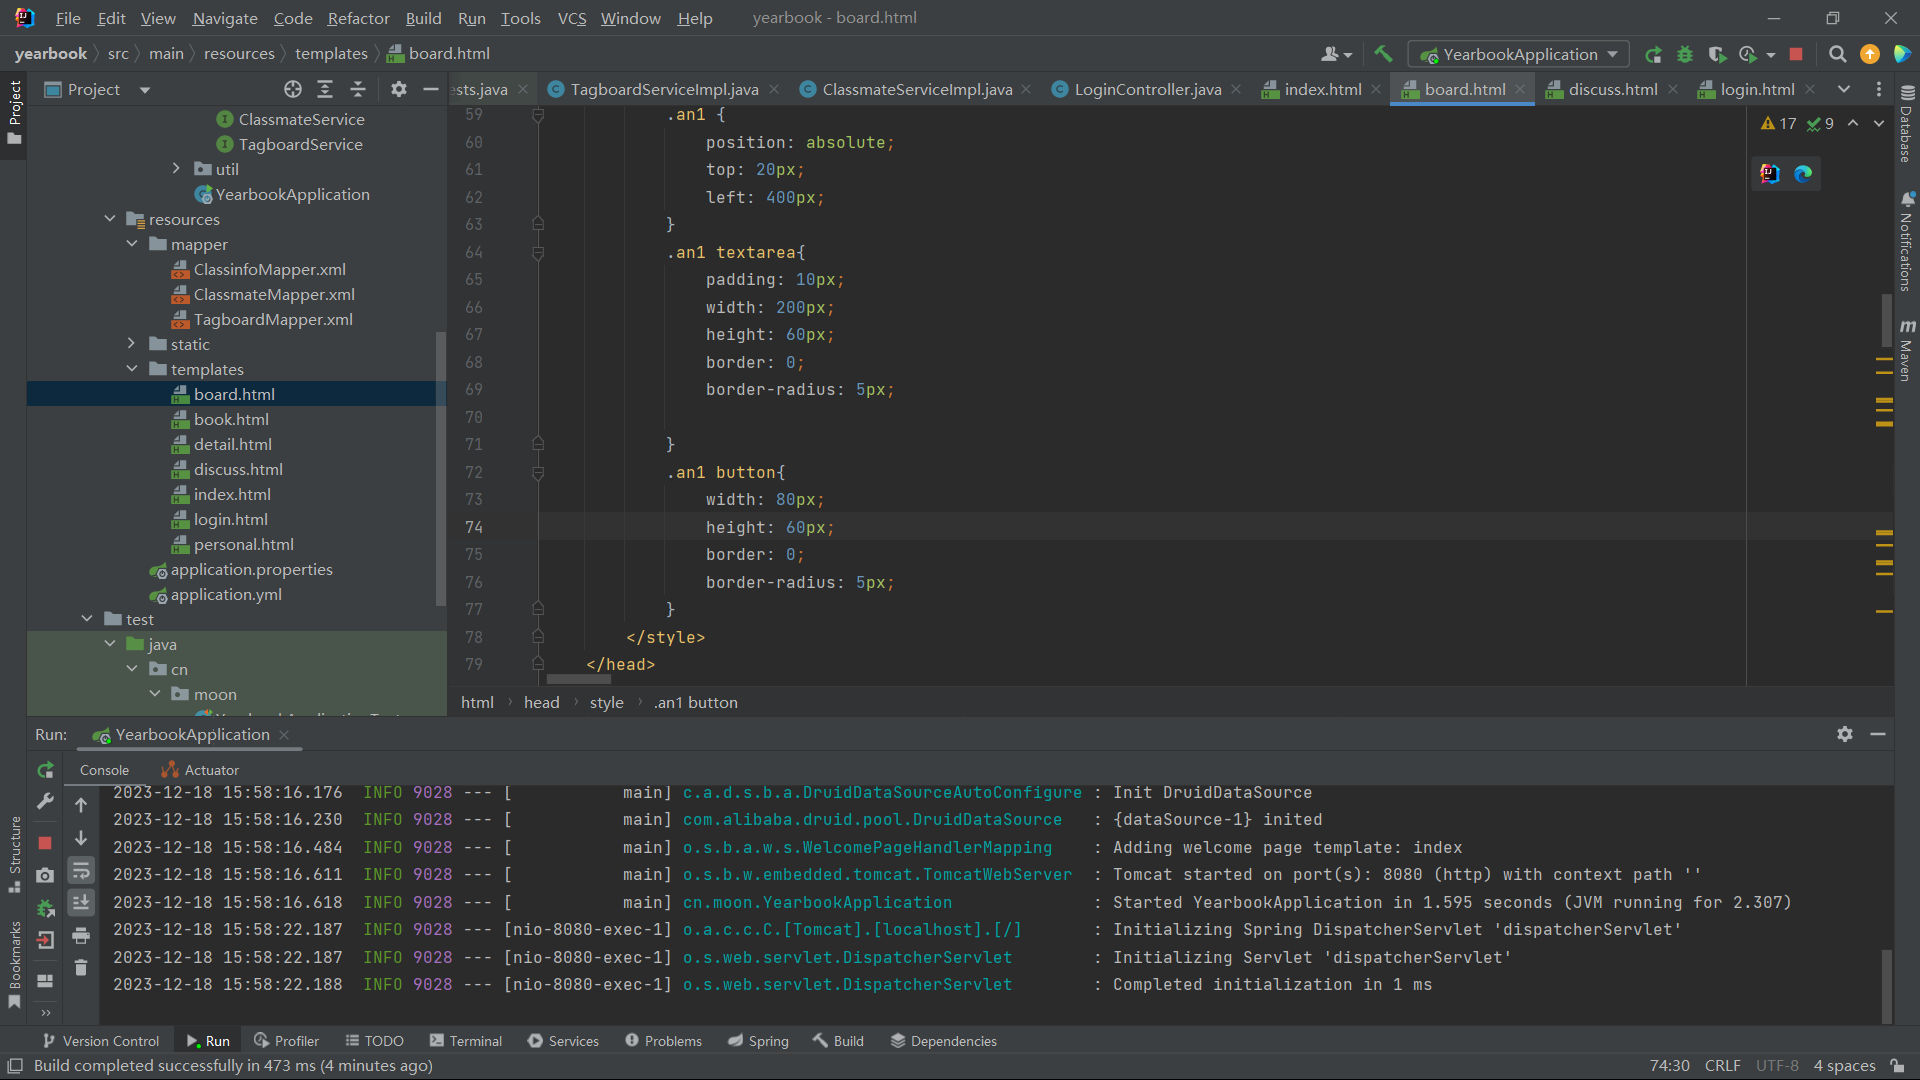 File Edit View Navigate Code Refactor Build Run Tools VCS Window Help yearbook - board.html
yearbook src main resources templates board.html YearbookApplication
Project
Project
ests.java TagboardServiceImpl.java ClassmateServiceImpl.java LoginController.java index.html board.html discuss.html login.html
ClassmateService
TagboardService
util
YearbookApplication
resources
mapper
ClassinfoMapper.xml
ClassmateMapper.xml
TagboardMapper.xml
static
templates
board.html
book.html
detail.html
discuss.html
index.html
login.html
personal.html
application.properties
application.yml
test
java
cn
moon
59 .an1 {
60 position: absolute;
61 top: 20px;
62 left: 400px;
63 }
64 .an1 textarea{
65 padding: 10px;
66 width: 200px;
67 height: 60px;
68 border: 0;
69 border-radius: 5px;
70
71 }
72 .an1 button{
73 width: 80px;
74 height: 60px;
75 border: 0;
76 border-radius: 5px;
77 }
78 </style>
79 </head>
17 9
Database
Notifications
Maven
html head style .an1 button
Run: YearbookApplication
Console Actuator
2023-12-18 15:58:16.176 INFO 9028 --- [ main] c.a.d.s.b.a.DruidDataSourceAutoConfigure : Init DruidDataSource
2023-12-18 15:58:16.230 INFO 9028 --- [ main] com.alibaba.druid.pool.DruidDataSource : {dataSource-1} inited
2023-12-18 15:58:16.484 INFO 9028 --- [ main] o.s.b.a.w.s.WelcomePageHandlerMapping : Adding welcome page template: index
2023-12-18 15:58:16.611 INFO 9028 --- [ main] o.s.b.w.embedded.tomcat.TomcatWebServer : Tomcat started on port(s): 8080 (http) with context path ''
2023-12-18 15:58:16.618 INFO 9028 --- [ main] cn.moon.YearbookApplication : Started YearbookApplication in 1.595 seconds (JVM running for 2.307)
2023-12-18 15:58:22.187 INFO 9028 --- [nio-8080-exec-1] o.a.c.c.C.[Tomcat].[localhost].[/] : Initializing Spring DispatcherServlet 'dispatcherServlet'
2023-12-18 15:58:22.187 INFO 9028 --- [nio-8080-exec-1] o.s.web.servlet.DispatcherServlet : Initializing Servlet 'dispatcherServlet'
2023-12-18 15:58:22.188 INFO 9028 --- [nio-8080-exec-1] o.s.web.servlet.DispatcherServlet : Completed initialization in 1 ms
Structure
Bookmarks
Version Control Run Profiler TODO Terminal Services Problems Spring Build Dependencies
Build completed successfully in 473 ms (4 minutes ago) 74:30 CRLF UTF-8 4 spaces